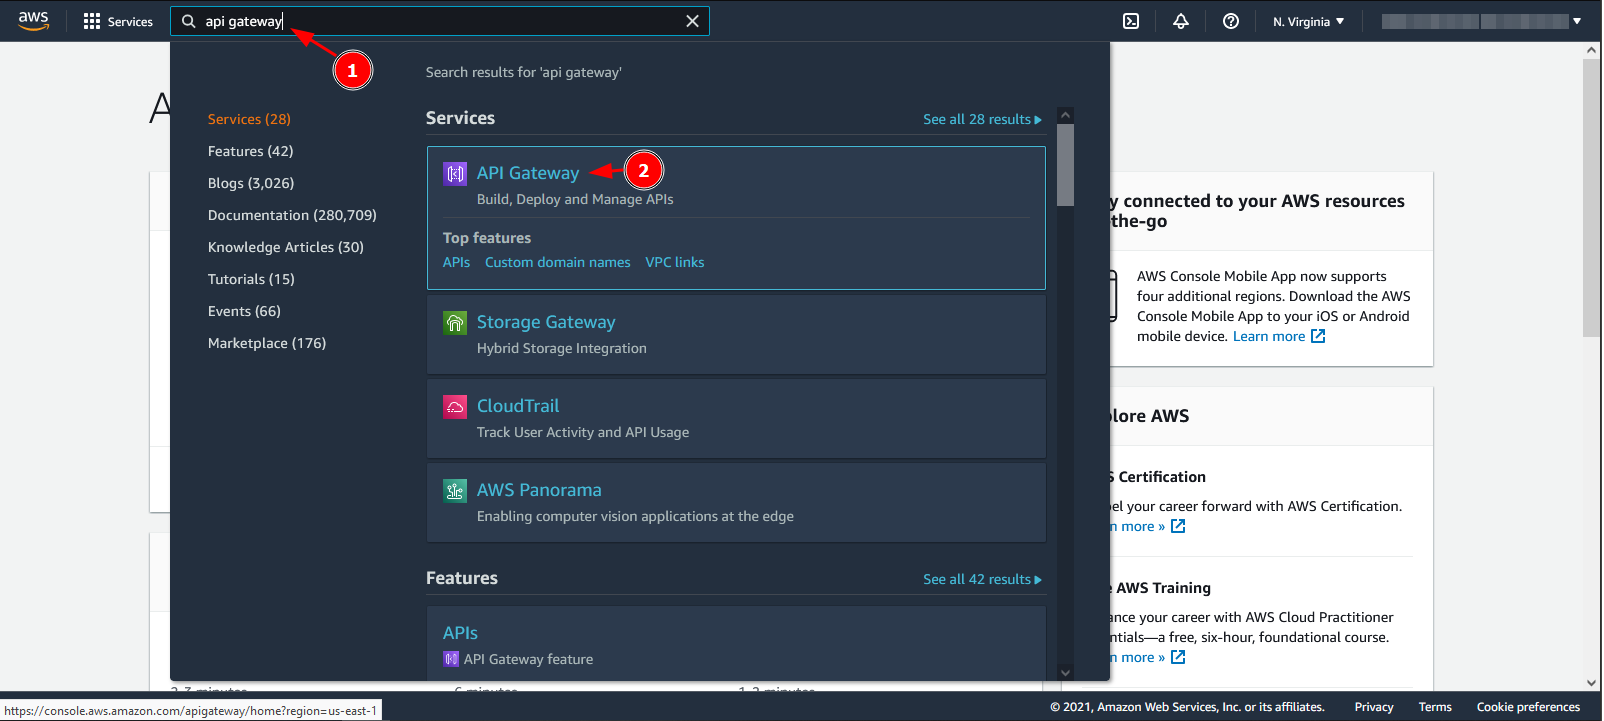 aws
Services
api gateway
N. Virginia
1
Search results for 'api gateway'
Services (28)
Features (42)
Blogs (3,026)
Documentation (280,709)
Knowledge Articles (30)
Tutorials (15)
Events (66)
Marketplace (176)
Services
See all 28 results
API Gateway
2
Build, Deploy and Manage APIs
Top features
APIs Custom domain names VPC links
Storage Gateway
Hybrid Storage Integration
CloudTrail
Track User Activity and API Usage
AWS Panorama
Enabling computer vision applications at the edge
Features
See all 42 results
APIs
API Gateway feature
A
y connected to your AWS resources
the-go
AWS Console Mobile App now supports
four additional regions. Download the AWS
Console Mobile App to your iOS or Android
mobile device. Learn more
lore AWS
S Certification
el your career forward with AWS Certification.
n more »
e AWS Training
ance your career with AWS Cloud Practitioner
ntials—a free, six-hour, foundational course.
n more »
2-3 minutes
6 minutes
1-2 minutes
https://console.aws.amazon.com/apigateway/home?region=us-east-1
© 2021, Amazon Web Services, Inc. or its affiliates. Privacy Terms Cookie preferences